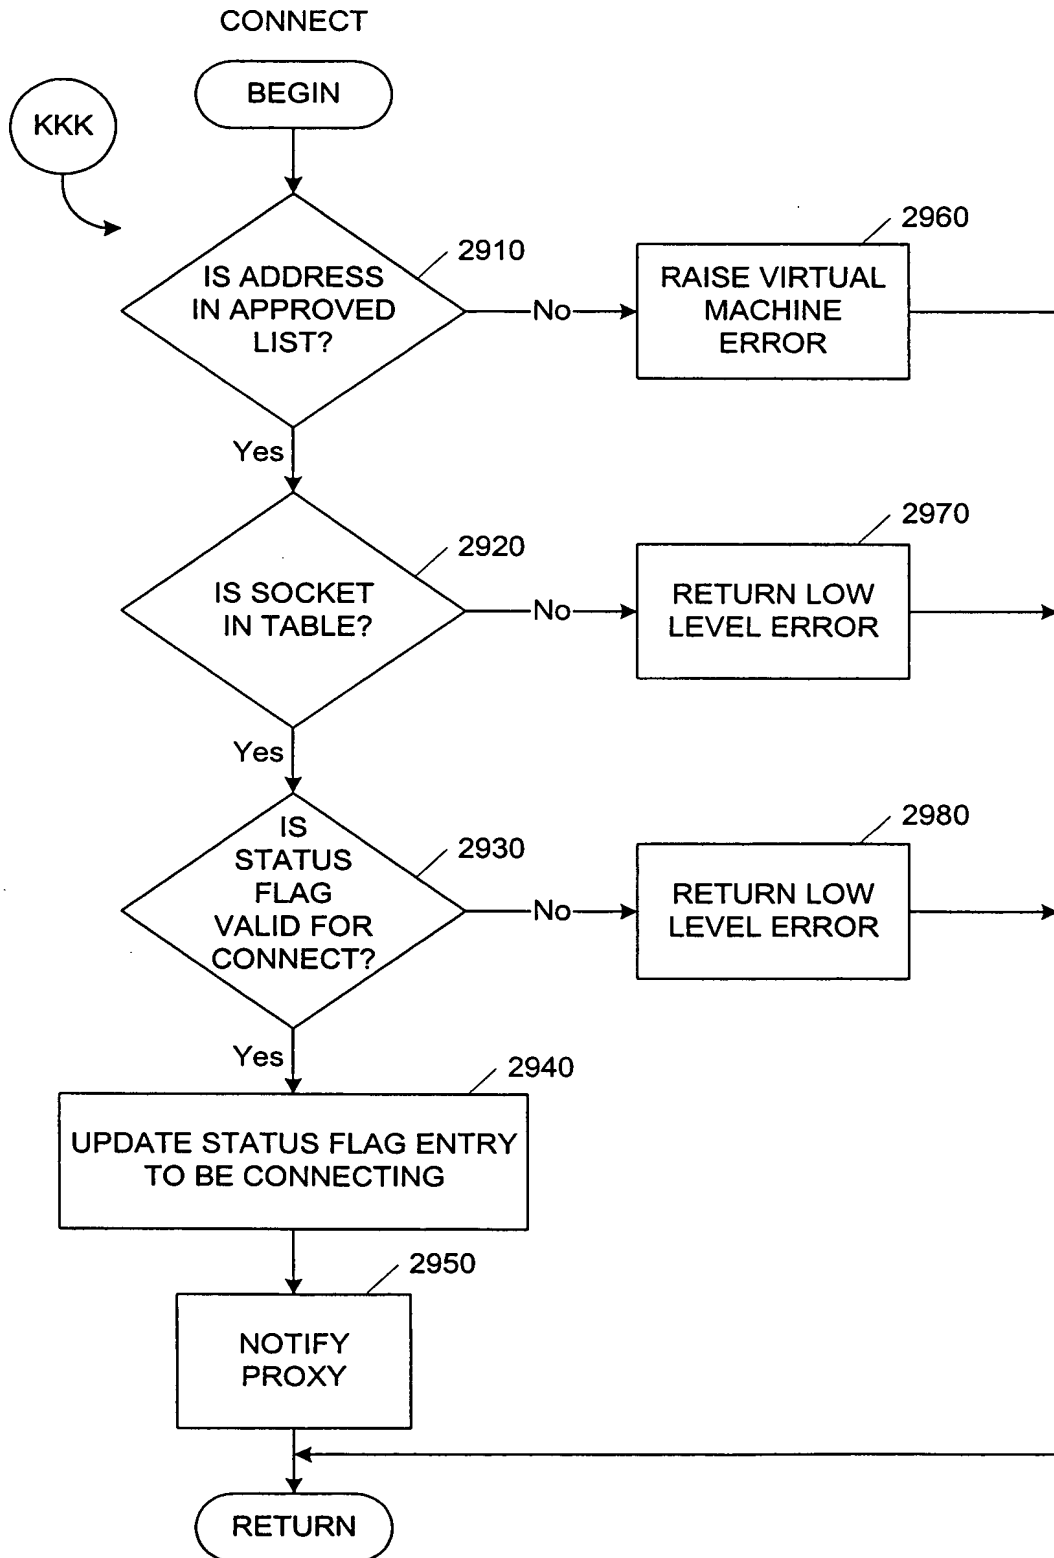 CONNECT
BEGIN
KKK
2910
IS ADDRESS
IN APPROVED
LIST?
No
2960
RAISE VIRTUAL
MACHINE
ERROR
Yes
2920
IS SOCKET
IN TABLE?
No
2970
RETURN LOW
LEVEL ERROR
Yes
2930
IS
STATUS
FLAG
VALID FOR
CONNECT?
No
2980
RETURN LOW
LEVEL ERROR
Yes
2940
UPDATE STATUS FLAG ENTRY
TO BE CONNECTING
2950
NOTIFY
PROXY
RETURN